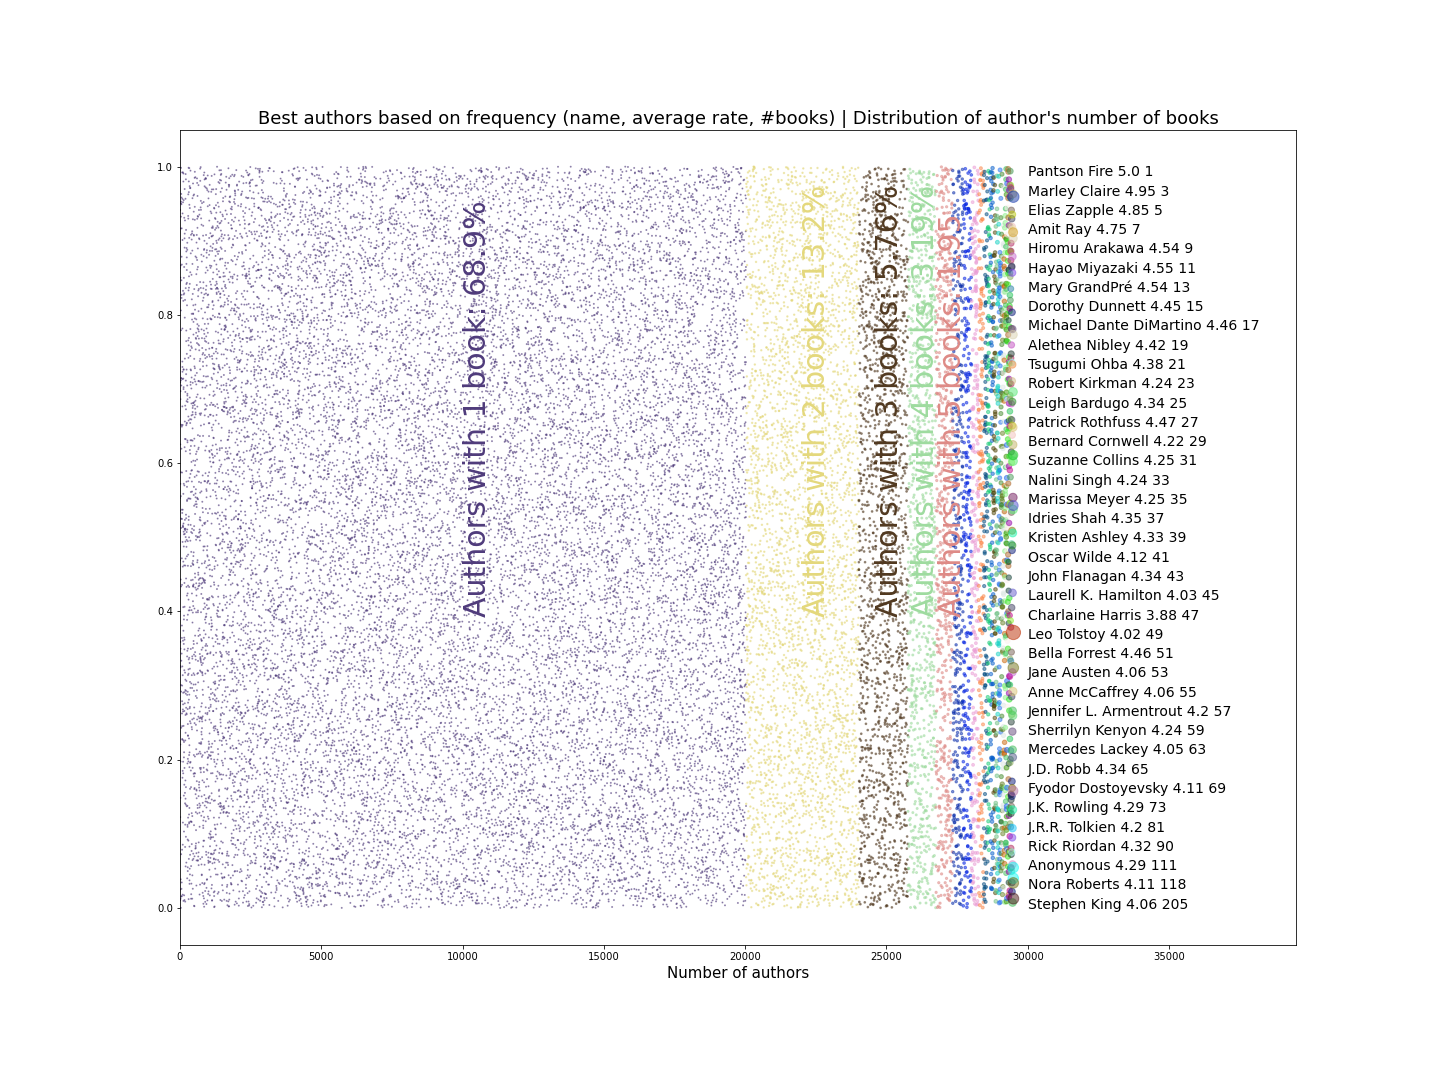 Best authors based on frequency (name, average rate, #books) | Distribution of author's number of books
1.0
0.8
0.6
0.4
0.2
0.0
Authors with 1 book: 68.9%
Authors with 2 books: 13.2%
Authors with 3 books: 5.76%
Authors with 4 books: 3.19%
Authors with 5 books: 1.95
Pantson Fire 5.0 1
Marley Claire 4.95 3
Elias Zapple 4.85 5
Amit Ray 4.75 7
Hiromu Arakawa 4.54 9
Hayao Miyazaki 4.55 11
Mary GrandPré 4.54 13
Dorothy Dunnett 4.45 15
Michael Dante DiMartino 4.46 17
Alethea Nibley 4.42 19
Tsugumi Ohba 4.38 21
Robert Kirkman 4.24 23
Leigh Bardugo 4.34 25
Patrick Rothfuss 4.47 27
Bernard Cornwell 4.22 29
Suzanne Collins 4.25 31
Nalini Singh 4.24 33
Marissa Meyer 4.25 35
Idries Shah 4.35 37
Kristen Ashley 4.33 39
Oscar Wilde 4.12 41
John Flanagan 4.34 43
Laurell K. Hamilton 4.03 45
Charlaine Harris 3.88 47
Leo Tolstoy 4.02 49
Bella Forrest 4.46 51
Jane Austen 4.06 53
Anne McCaffrey 4.06 55
Jennifer L. Armentrout 4.2 57
Sherrilyn Kenyon 4.24 59
Mercedes Lackey 4.05 63
J.D. Robb 4.34 65
Fyodor Dostoyevsky 4.11 69
J.K. Rowling 4.29 73
J.R.R. Tolkien 4.2 81
Rick Riordan 4.32 90
Anonymous 4.29 111
Nora Roberts 4.11 118
Stephen King 4.06 205
0
5000
10000
15000
20000
25000
30000
35000
Number of authors